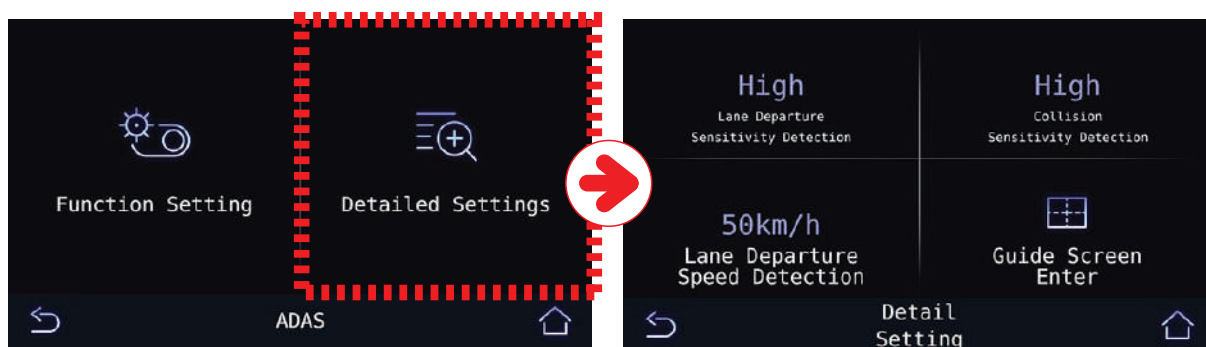 Function Setting
Detailed Settings
ADAS
High
Lane Departure
Sensitivity Detection
High
Collision
Sensitivity Detection
50km/h
Lane Departure
Speed Detection
Guide Screen
Enter
Detail
Setting